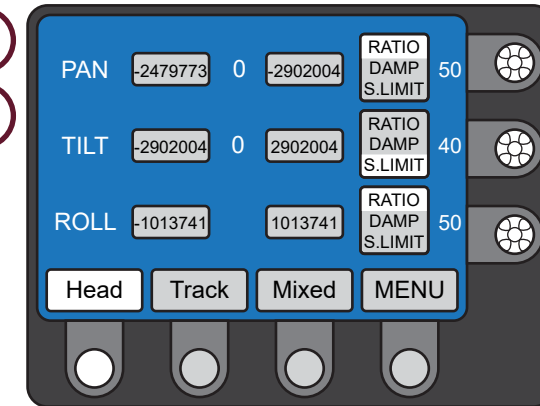 PAN -2479773 0 -2902004 RATIO DAMP S.LIMIT 50
TILT -2902004 0 2902004 RATIO DAMP S.LIMIT 40
ROLL -1013741 1013741 RATIO DAMP S.LIMIT 50
Head Track Mixed MENU